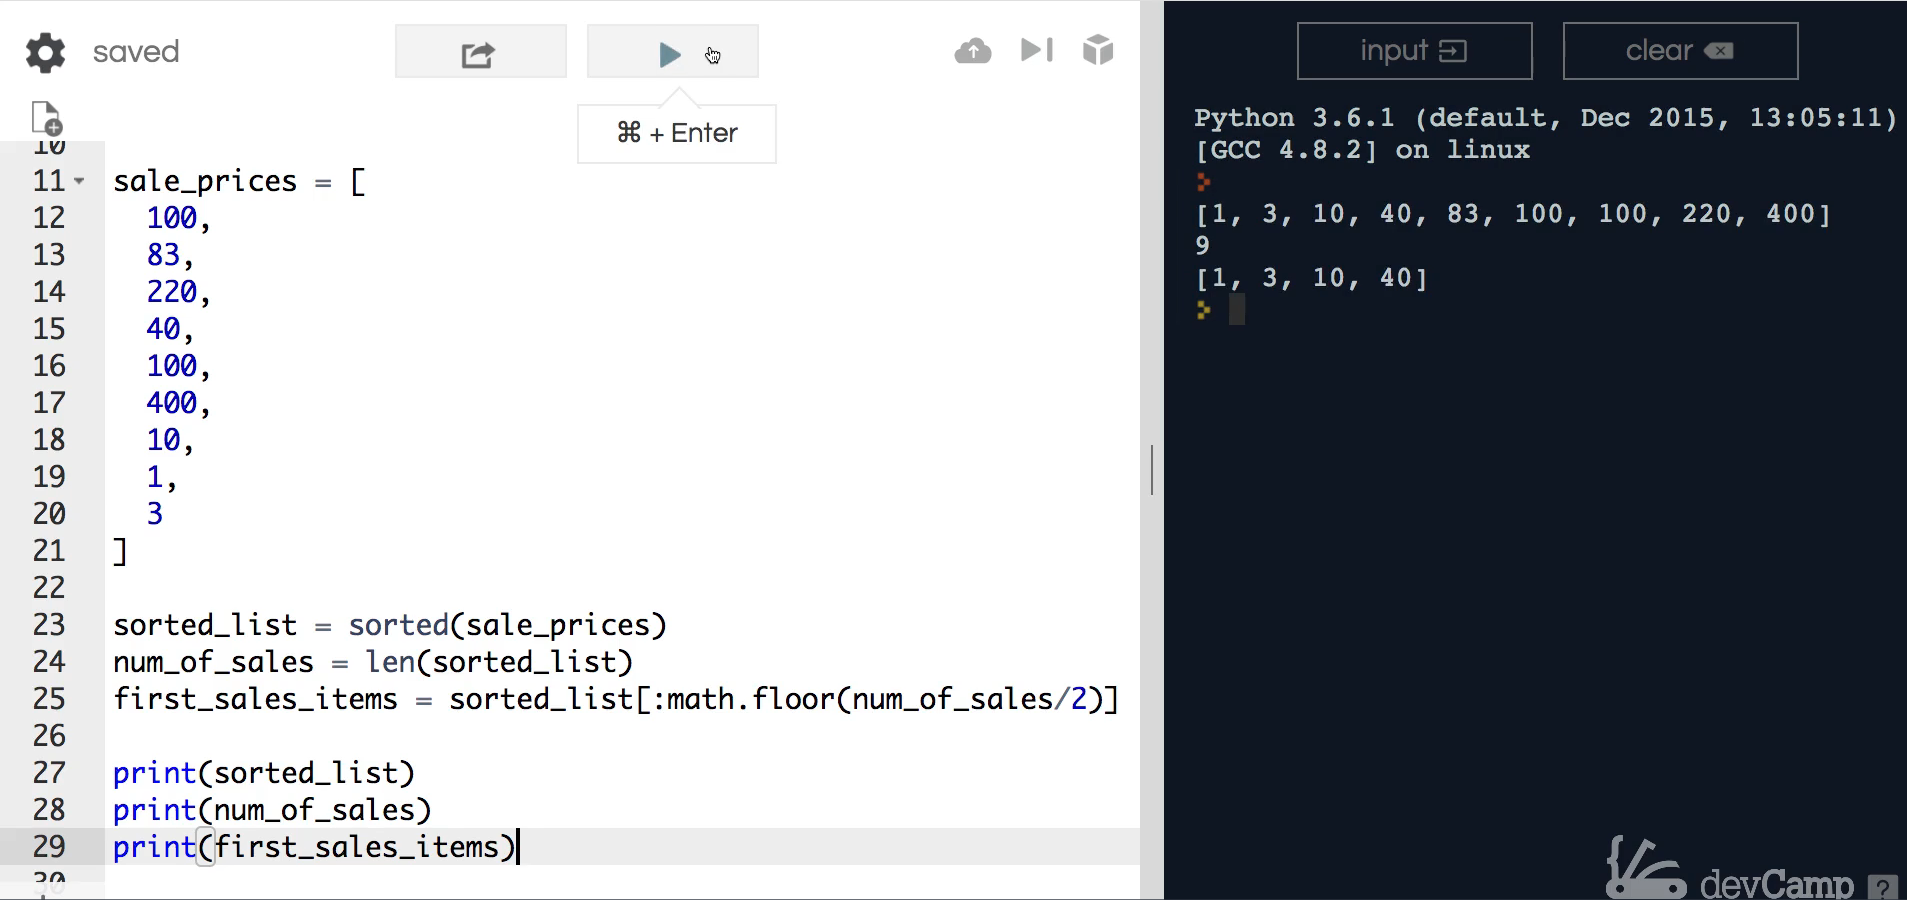 saved
⌘ + Enter
10
11 sale_prices = [
12 100,
13 83,
14 220,
15 40,
16 100,
17 400,
18 10,
19 1,
20 3
21 ]
22
23 sorted_list = sorted(sale_prices)
24 num_of_sales = len(sorted_list)
25 first_sales_items = sorted_list[:math.floor(num_of_sales/2)]
26
27 print(sorted_list)
28 print(num_of_sales)
29 print(first_sales_items)
30
input
clear
Python 3.6.1 (default, Dec 2015, 13:05:11)
[GCC 4.8.2] on linux
[1, 3, 10, 40, 83, 100, 100, 220, 400]
9
[1, 3, 10, 40]
devCamp ?